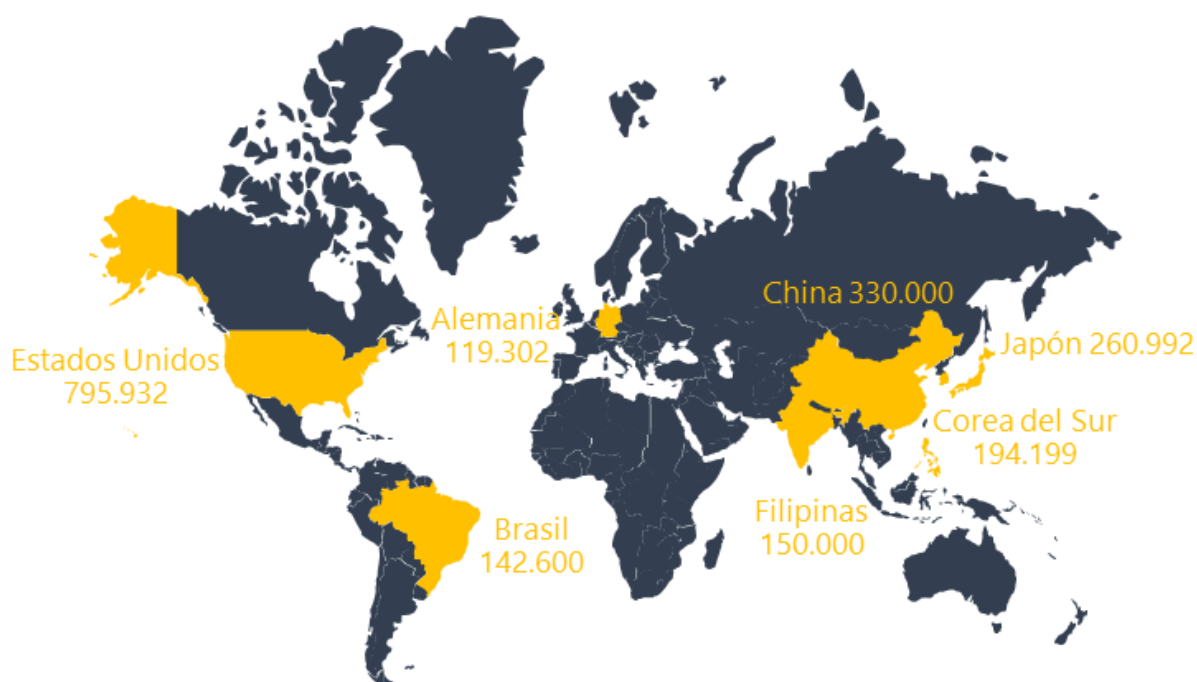 China 330.000
Alemania
119.302
Japón 260.992
Estados Unidos
795.932
Corea del Sur
194.199
Filipinas
150.000
Brasil
142.600